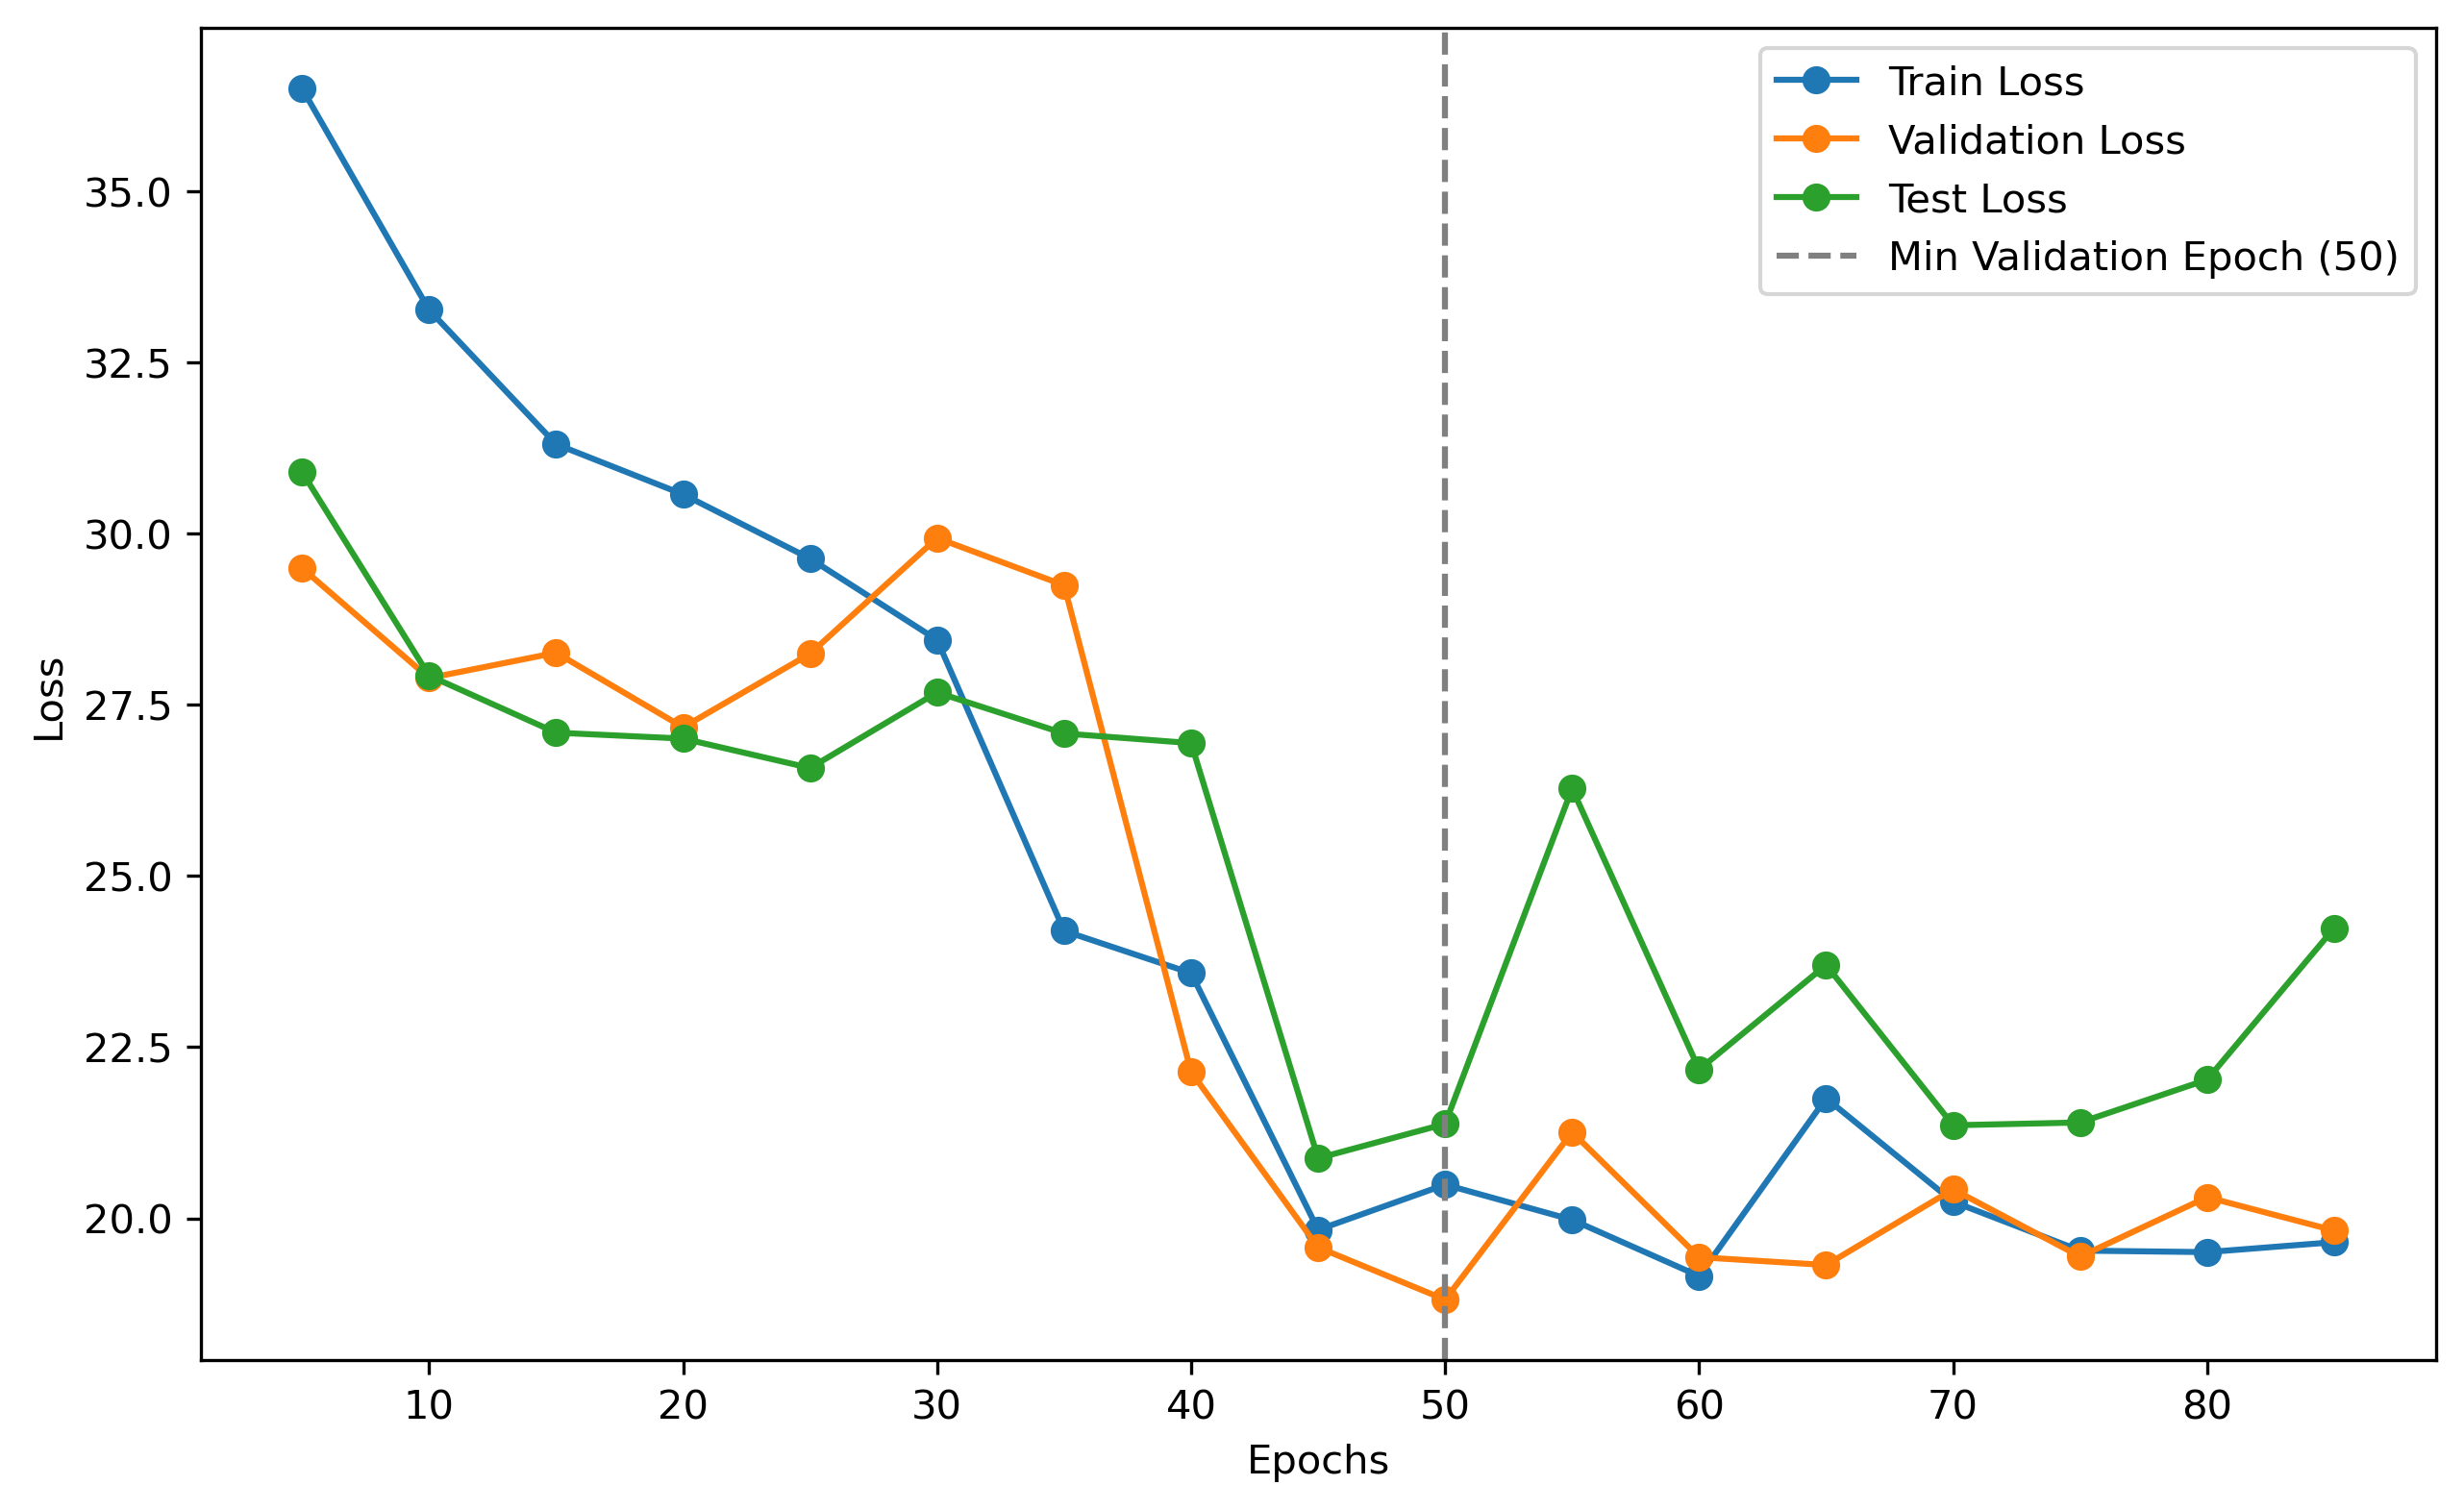 Train Loss
Validation Loss
Test Loss
Min Validation Epoch (50)
35.0
32.5
30.0
27.5
25.0
22.5
20.0
Loss
10 20 30 40 50 60 70 80
Epochs